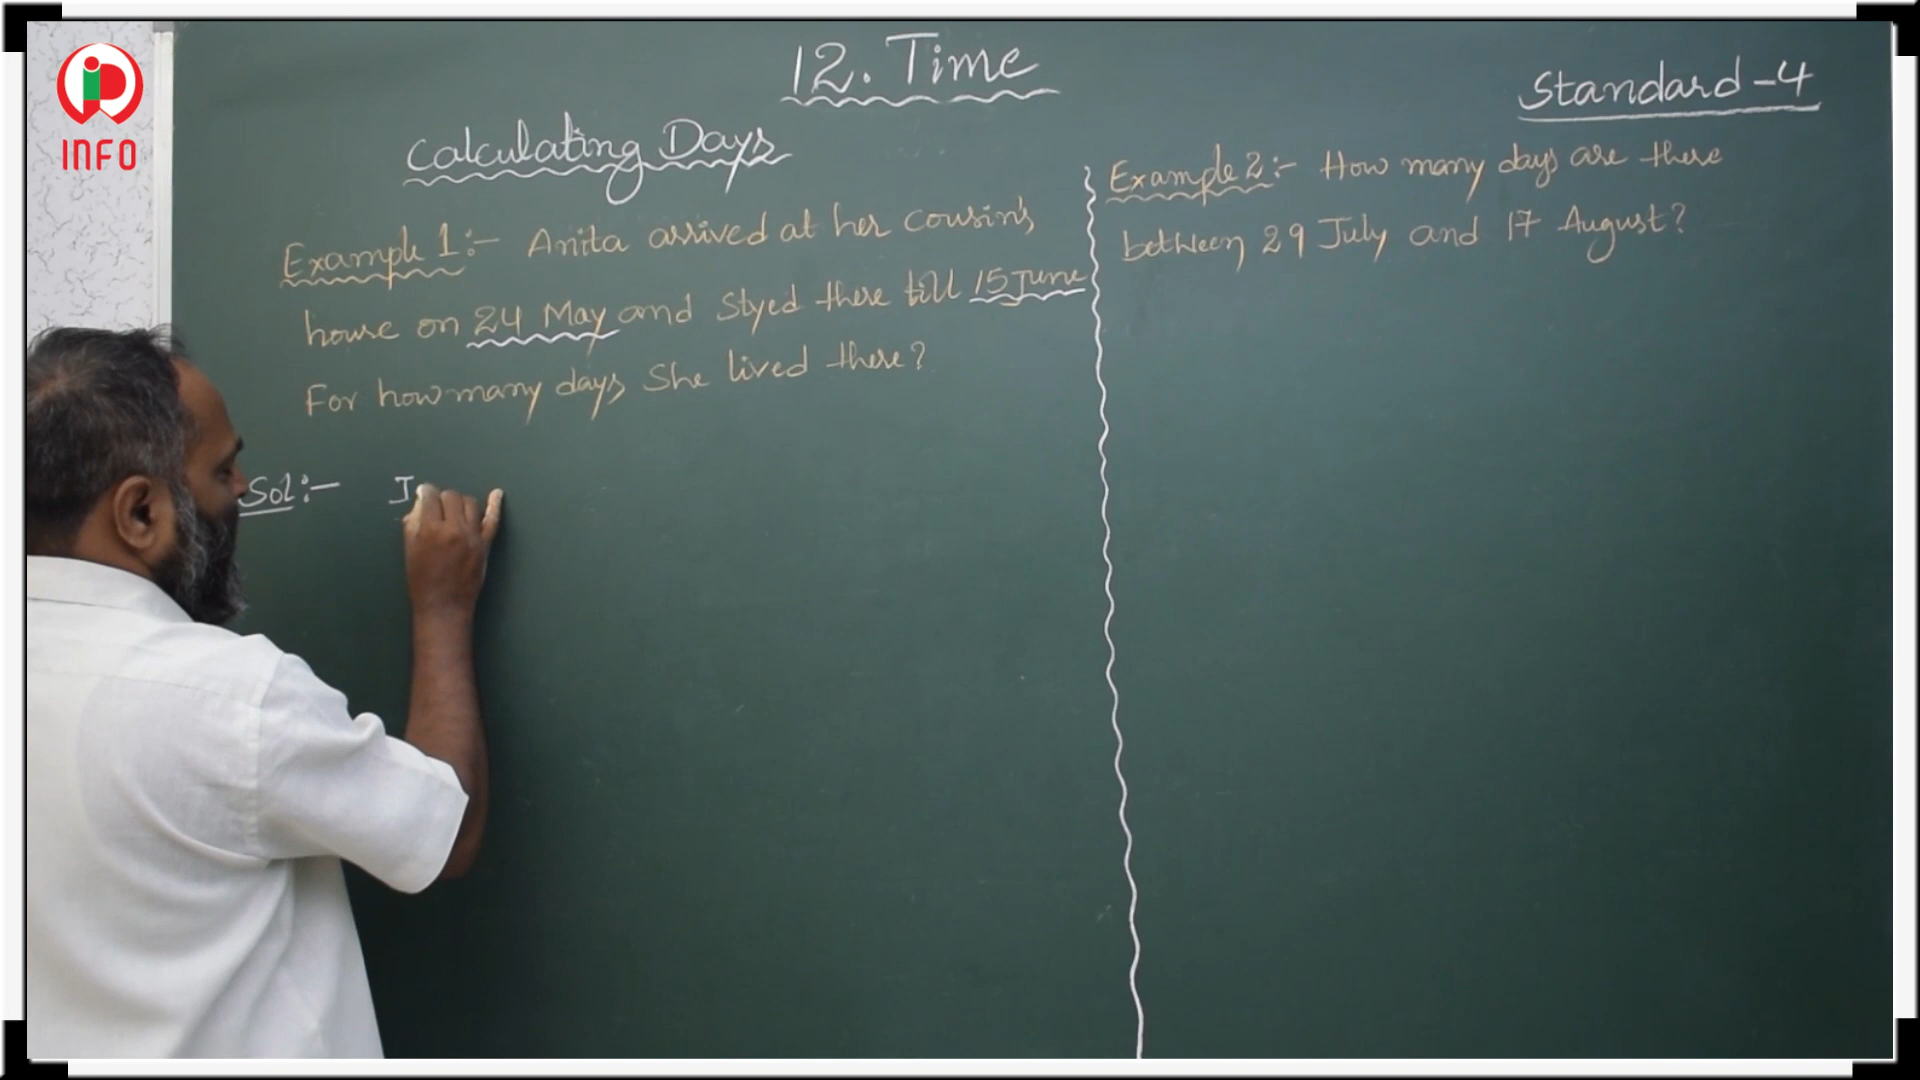 INFO
12. Time
Standard-4
Calculating Days
Example 1:- Anita arrived at her cousin's
house on 24 May and Styed there till 15 June
For how many days She lived there?
Sol:- I
Example 2:- How many days are there
between 29 July and 17 August?